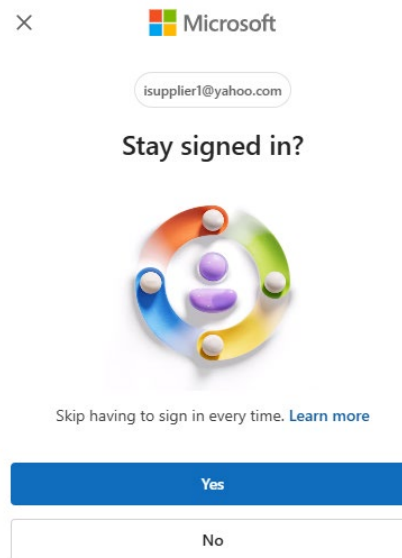 Microsoft
isupplier1@yahoo.com
Stay signed in?
Skip having to sign in every time. Learn more
Yes
No